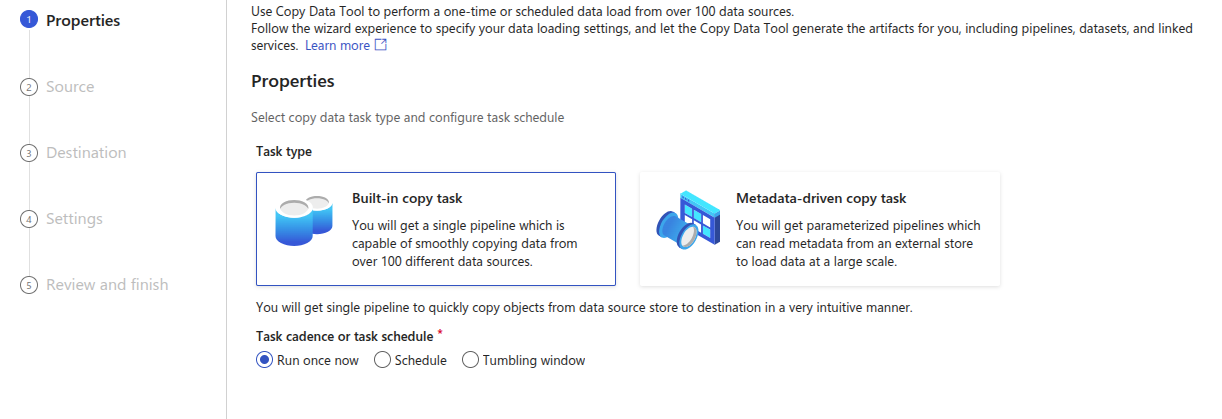 1 Properties
2 Source
3 Destination
4 Settings
5 Review and finish
Use Copy Data Tool to perform a one-time or scheduled data load from over 100 data sources.
Follow the wizard experience to specify your data loading settings, and let the Copy Data Tool generate the artifacts for you, including pipelines, datasets, and linked
services. Learn more
Properties
Select copy data task type and configure task schedule
Task type
Built-in copy task
You will get a single pipeline which is
capable of smoothly copying data from
over 100 different data sources.
Metadata-driven copy task
You will get parameterized pipelines which
can read metadata from an external store
to load data at a large scale.
You will get single pipeline to quickly copy objects from data source store to destination in a very intuitive manner.
Task cadence or task schedule *
Run once now Schedule Tumbling window